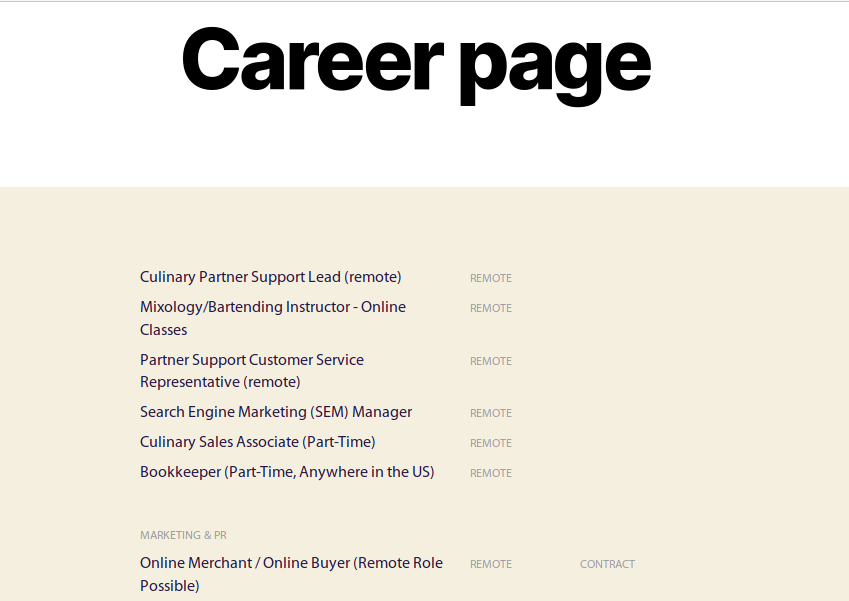 Career page
Culinary Partner Support Lead (remote) REMOTE
Mixology/Bartending Instructor - Online REMOTE
Classes
Partner Support Customer Service REMOTE
Representative (remote)
Search Engine Marketing (SEM) Manager REMOTE
Culinary Sales Associate (Part-Time) REMOTE
Bookkeeper (Part-Time, Anywhere in the US) REMOTE
MARKETING & PR
Online Merchant / Online Buyer (Remote Role REMOTE CONTRACT
Possible)